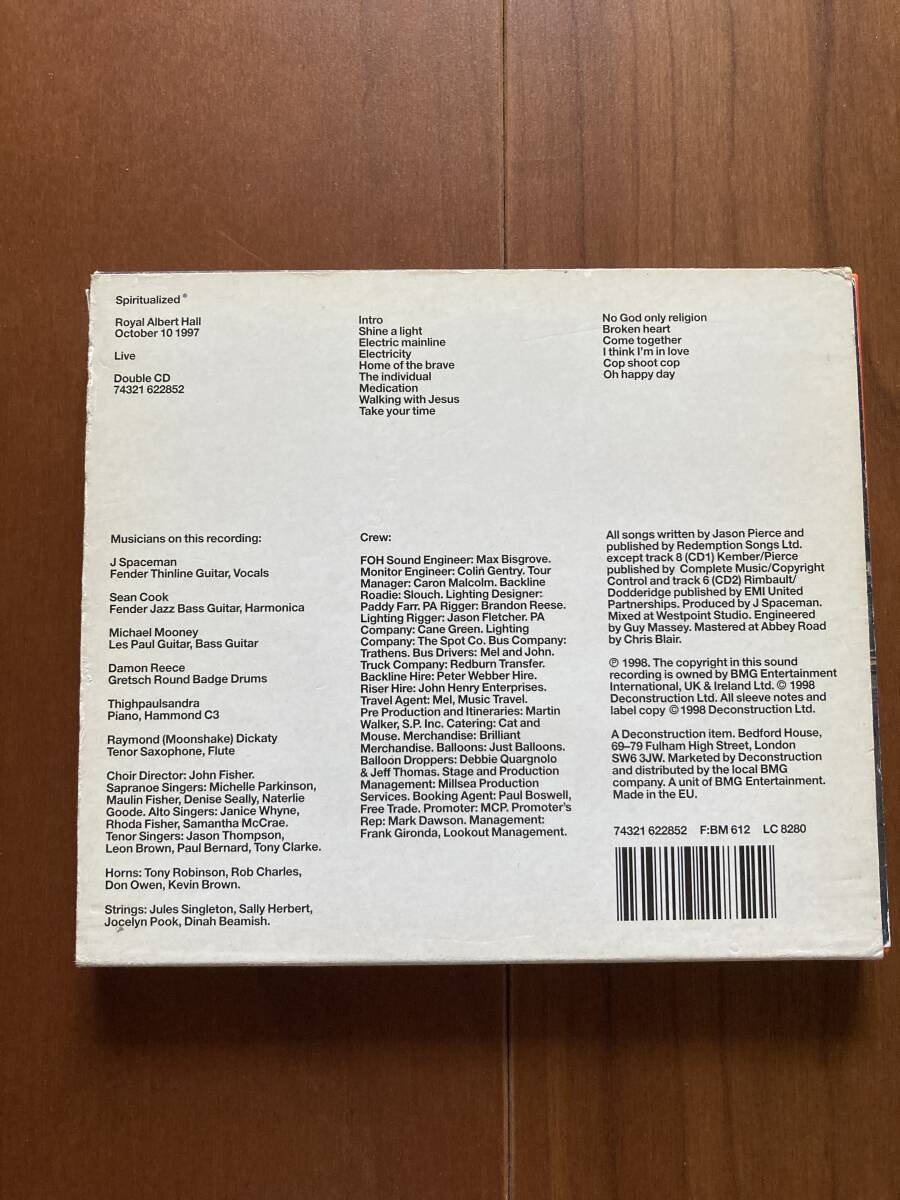 Spiritualized®
Royal Albert Hall
October 10 1997
Live
Double CD
74321 622852
Intro
Shine a light
Electric mainline
Electricity
Home of the brave
The individual
Medication
Walking with Jesus
Take your time
No God only religion
Broken heart
Come together
I think I'm in love
Cop shoot cop
Oh happy day
Musicians on this recording:
J Spaceman
Fender Thinline Guitar, Vocals
Sean Cook
Fender Jazz Bass Guitar, Harmonica
Michael Mooney
Les Paul Guitar, Bass Guitar
Damon Reece
Gretsch Round Badge Drums
Thighpaulsandra
Piano, Hammond C3
Raymond (Moonshake) Dickaty
Tenor Saxophone, Flute
Choir Director: John Fisher.
Sapranoe Singers: Michelle Parkinson,
Maulin Fisher, Denise Seally, Naterlie
Goode. Alto Singers: Janice Whyne,
Rhoda Fisher, Samantha McCrae.
Tenor Singers: Jason Thompson,
Leon Brown, Paul Bernard, Tony Clarke.
Horns: Tony Robinson, Rob Charles,
Don Owen, Kevin Brown.
Strings: Jules Singleton, Sally Herbert,
Jocelyn Pook, Dinah Beamish.
Crew:
FOH Sound Engineer: Max Bisgrove.
Monitor Engineer: Colin Gentry. Tour
Manager: Caron Malcolm. Backline
Roadie: Slouch. Lighting Designer:
Paddy Farr. PA Rigger: Brandon Reese.
Lighting Rigger: Jason Fletcher. PA
Company: Cane Green. Lighting
Company: The Spot Co. Bus Company:
Trathens. Bus Drivers: Mel and John.
Truck Company: Redburn Transfer.
Backline Hire: Peter Webber Hire.
Riser Hire: John Henry Enterprises.
Travel Agent: Mel, Music Travel.
Pre Production and Itineraries: Martin
Walker, S.P. Inc. Catering: Cat and
Mouse. Merchandise: Brilliant
Merchandise. Balloons: Just Balloons.
Balloon Droppers: Debbie Quargnolo
& Jeff Thomas. Stage and Production
Management: Millsea Production
Services. Booking Agent: Paul Boswell,
Free Trade. Promoter: MCP. Promoter's
Rep: Mark Dawson. Management:
Frank Gironda, Lookout Management.
All songs written by Jason Pierce and
published by Redemption Songs Ltd.
except track 8 (CD1) Kember/Pierce
published by Complete Music/Copyright
Control and track 6 (CD2) Rimbault/
Dodderidge published by EMI United
Partnerships. Produced by J Spaceman.
Mixed at Westpoint Studio. Engineered
by Guy Massey. Mastered at Abbey Road
by Chris Blair.
℗ 1998. The copyright in this sound
recording is owned by BMG Entertainment
International, UK & Ireland Ltd. © 1998
Deconstruction Ltd. All sleeve notes and
label copy © 1998 Deconstruction Ltd.
A Deconstruction item. Bedford House,
69–79 Fulham High Street, London
SW6 3JW. Marketed by Deconstruction
and distributed by the local BMG
company. A unit of BMG Entertainment.
Made in the EU.
74321 622852 F:BM 612 LC 8280